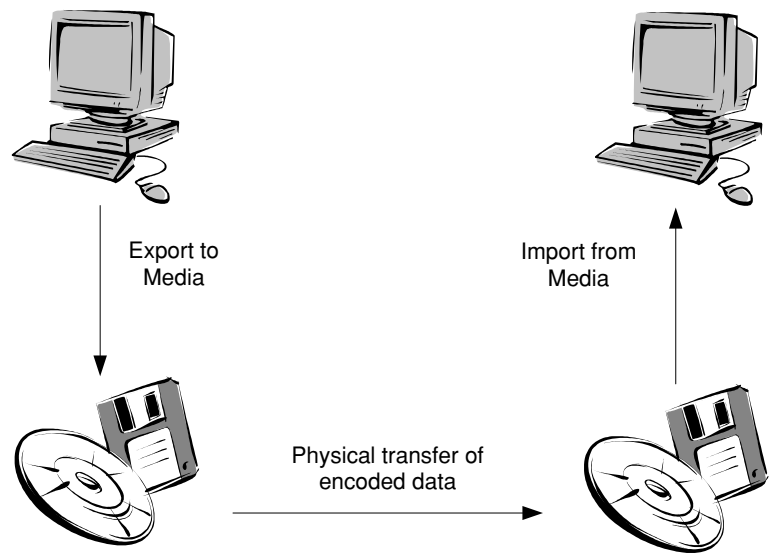 Export to
Media
Import from
Media
Physical transfer of
encoded data